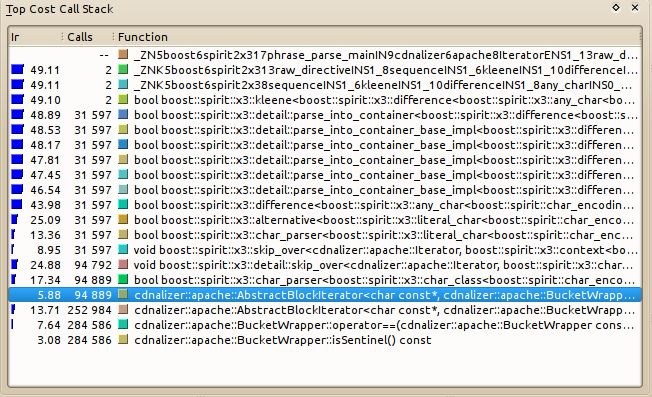 Top Cost Call Stack
Ir Calls Function
-- _ZN5boost6spirit2x317phrase_parse_mainIN9cdnalizer6apache8IteratorENS1_13raw_d...
49.11 2 _ZNK5boost6spirit2x313raw_directiveINS1_8sequenceINS1_6kleeneINS1_10differenceI...
49.11 2 _ZNK5boost6spirit2x38sequenceINS1_6kleeneINS1_10differenceINS1_8any_charINS0_...
49.10 2 bool boost::spirit::x3::kleene<boost::spirit::x3::difference<boost::spirit::x3::any_char<bo...
48.89 31 597 bool boost::spirit::x3::detail::parse_into_container<boost::spirit::x3::difference<boost::s...
48.53 31 597 bool boost::spirit::x3::detail::parse_into_container_base_impl<boost::spirit::x3::differen...
48.17 31 597 bool boost::spirit::x3::detail::parse_into_container_base_impl<boost::spirit::x3::differen...
47.81 31 597 bool boost::spirit::x3::detail::parse_into_container_base_impl<boost::spirit::x3::differen...
47.45 31 597 bool boost::spirit::x3::detail::parse_into_container_base_impl<boost::spirit::x3::differen...
46.54 31 597 bool boost::spirit::x3::detail::parse_into_container_base_impl<boost::spirit::x3::differen...
43.98 31 597 bool boost::spirit::x3::difference<boost::spirit::x3::any_char<boost::spirit::char_encodin...
25.09 31 597 bool boost::spirit::x3::alternative<boost::spirit::x3::literal_char<boost::spirit::char_enco...
13.36 31 597 bool boost::spirit::x3::char_parser<boost::spirit::x3::literal_char<boost::spirit::char_enc...
8.95 31 597 void boost::spirit::x3::skip_over<cdnalizer::apache::Iterator, boost::spirit::x3::context<bo...
24.88 94 792 void boost::spirit::x3::detail::skip_over<cdnalizer::apache::Iterator, boost::spirit::x3::char...
17.34 94 889 bool boost::spirit::x3::char_parser<boost::spirit::x3::char_class<boost::spirit::char_enco...
5.88 94 889 cdnalizer::apache::AbstractBlockIterator<char const*, cdnalizer::apache::BucketWrapp...
13.71 252 984 cdnalizer::apache::AbstractBlockIterator<char const*, cdnalizer::apache::BucketWrapp...
7.64 284 586 cdnalizer::apache::BucketWrapper::operator==(cdnalizer::apache::BucketWrapper cons...
3.08 284 586 cdnalizer::apache::BucketWrapper::isSentinel() const